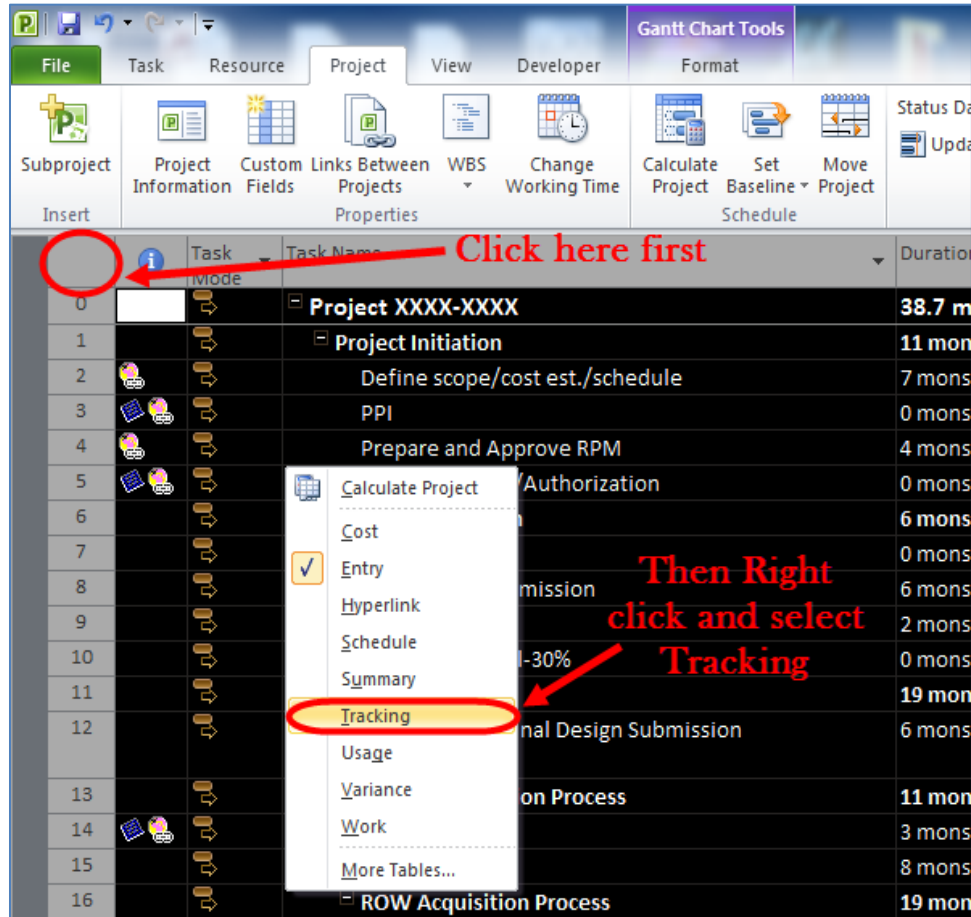 Gantt Chart Tools
File Task Resource Project View Developer Format
Subproject
Project Information
Custom Fields
Links Between Projects
WBS
Change Working Time
Calculate Project
Set Baseline
Move Project
Status Da
Upda
Insert Properties Schedule
Click here first
Task Mode Task Name Duration
0 Project XXXX-XXXX 38.7 m
1 Project Initiation 11 mon
2 Define scope/cost est./schedule 7 mons
3 PPI 0 mons
4 Prepare and Approve RPM 4 mons
5 /Authorization 0 mons
6 6 mons
7 0 mons
8 mission 6 mons
9 2 mons
10 l-30% 0 mons
11 19 mon
12 nal Design Submission 6 mons
13 on Process 11 mon
14 3 mons
15 8 mons
16 ROW Acquisition Process 19 mon
Calculate Project
Cost
Entry
Hyperlink
Schedule
Summary
Tracking
Usage
Variance
Work
More Tables...
Then Right
click and select
Tracking